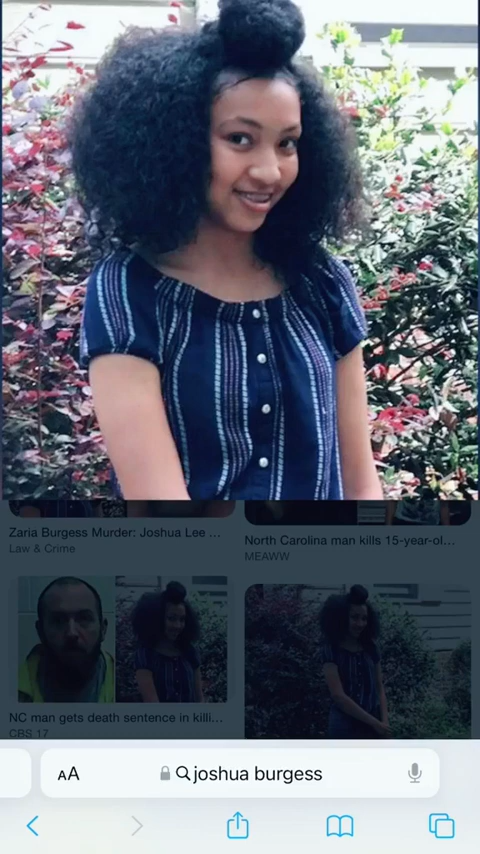 Zaria Burgess Murder: Joshua Lee ...
Law & Crime
North Carolina man kills 15-year-ol...
MEAWW
NC man gets death sentence in killi...
CBS 17
AA
joshua burgess